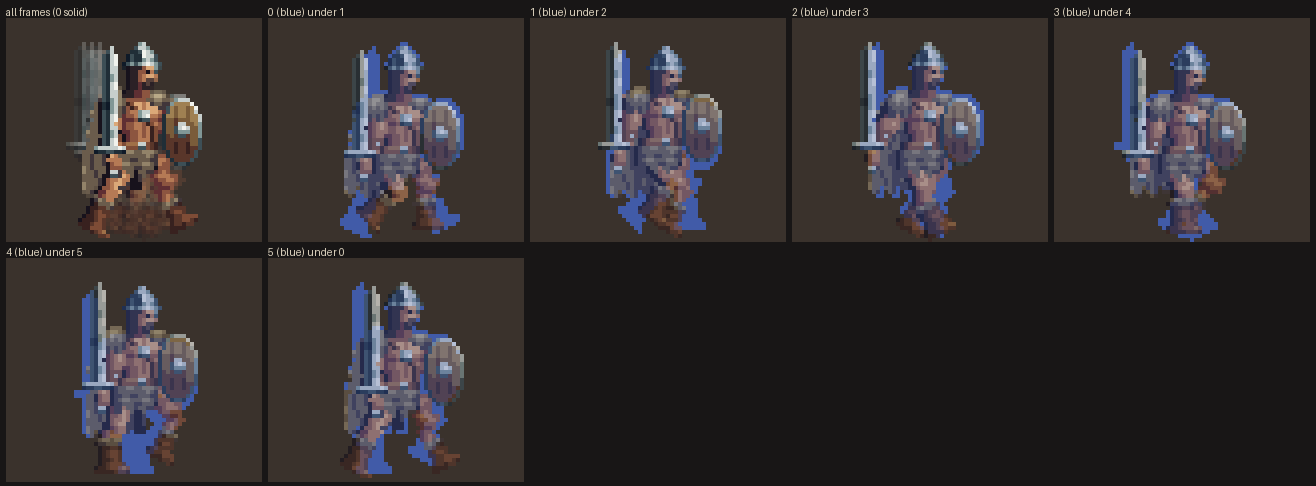 all frames (0 solid)
0 (blue) under 1
1 (blue) under 2
2 (blue) under 3
3 (blue) under 4
4 (blue) under 5
5 (blue) under 0